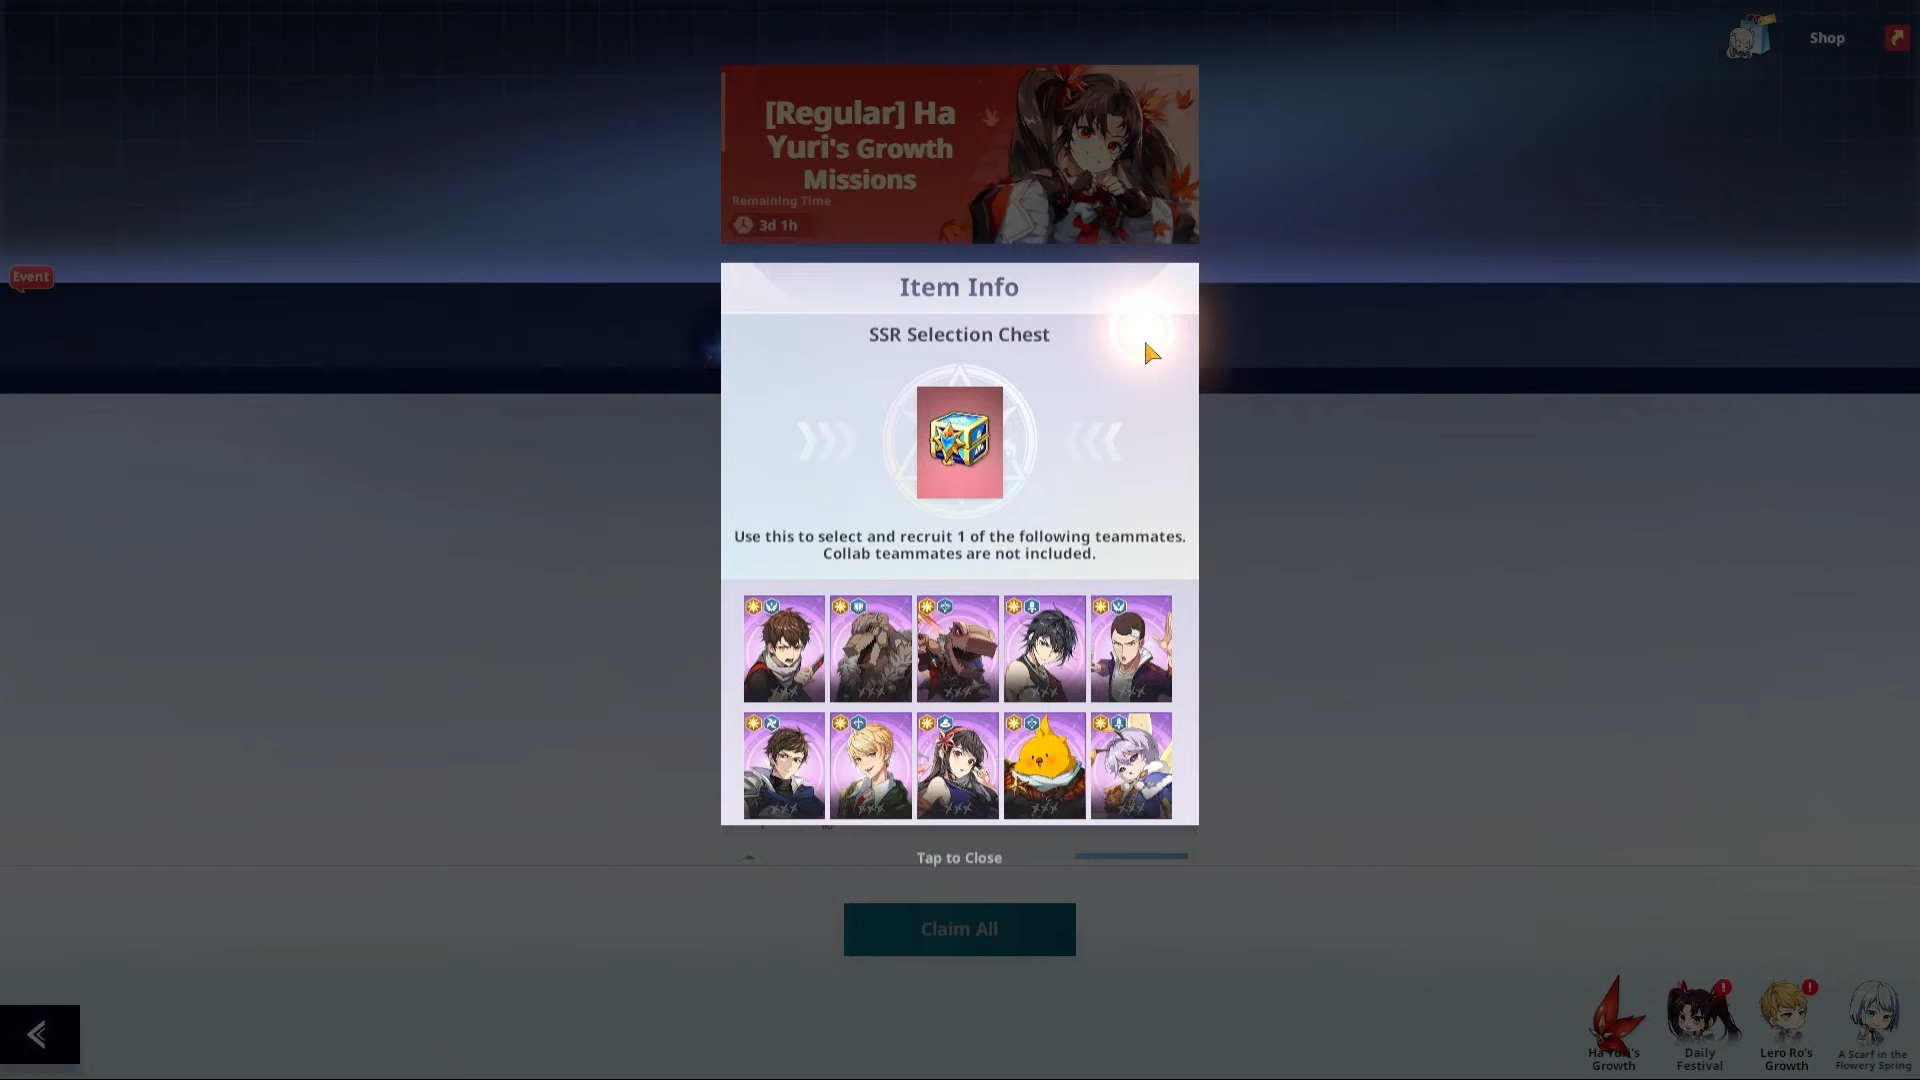 Shop
[Regular] Ha
Yuri's Growth
Missions
Remaining Time
3d 1h
Event
Item Info
SSR Selection Chest
Use this to select and recruit 1 of the following teammates.
Collab teammates are not included.
Tap to Close
Claim All
Ha Yuri's
Growth
Daily
Festival
Lero Ro's
Growth
A Scarf in the
Flowery Spring